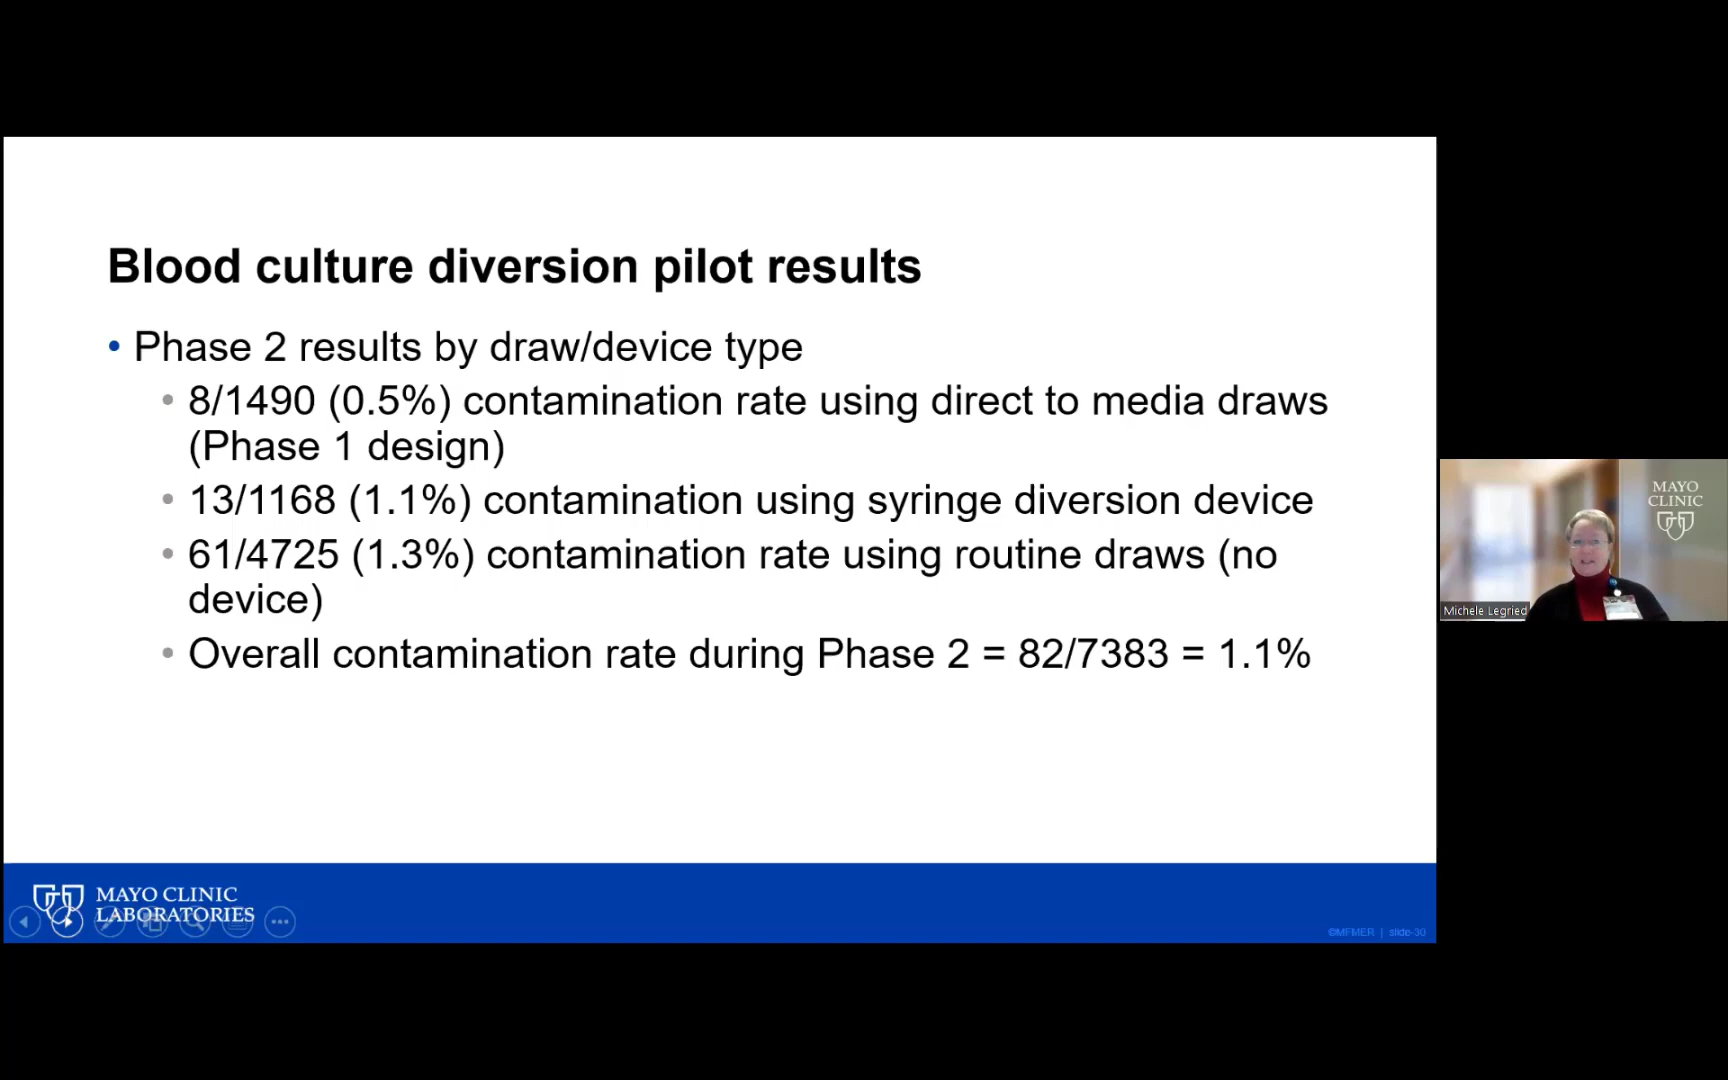 Blood culture diversion pilot results
• Phase 2 results by draw/device type
• 8/1490 (0.5%) contamination rate using direct to media draws
(Phase 1 design)
• 13/1168 (1.1%) contamination using syringe diversion device
• 61/4725 (1.3%) contamination rate using routine draws (no
device)
• Overall contamination rate during Phase 2 = 82/7383 = 1.1%
MAYO
CLINIC
Michele Legried
MAYO CLINIC
LABORATORIES
©MFMER | slide-30